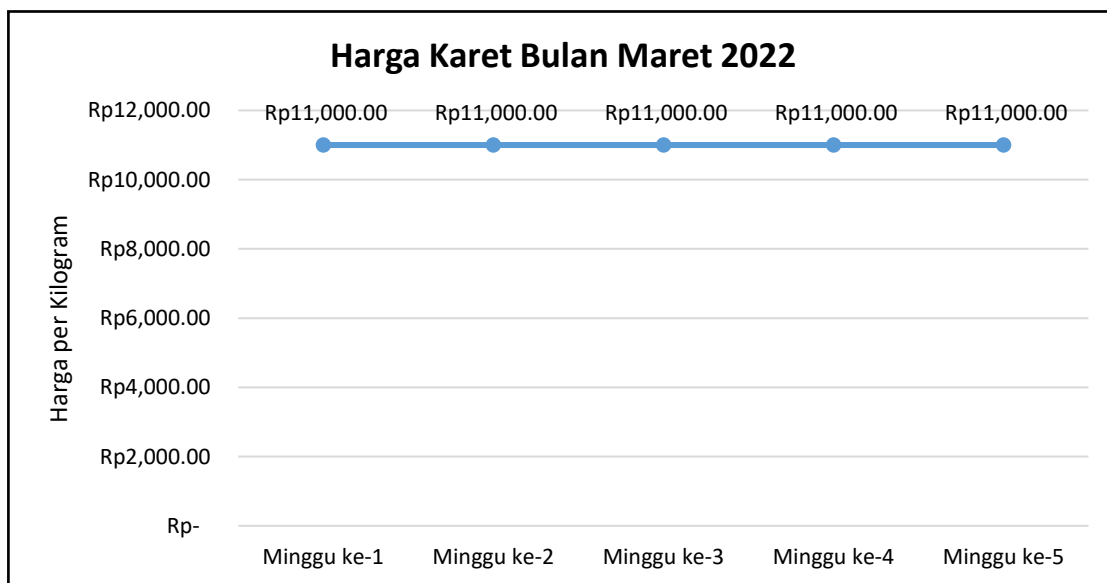 Harga Karet Bulan Maret 2022
Rp12,000.00
Rp11,000.00 Rp11,000.00 Rp11,000.00 Rp11,000.00 Rp11,000.00
Rp10,000.00
Rp8,000.00
Rp6,000.00
Rp4,000.00
Rp2,000.00
Rp-
Harga per Kilogram
Minggu ke-1 Minggu ke-2 Minggu ke-3 Minggu ke-4 Minggu ke-5